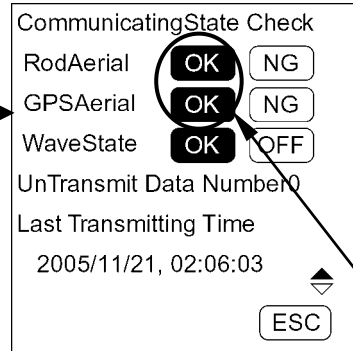 CommunicatingState Check
RodAerial OK NG
GPSAerial OK NG
WaveState OK OFF
UnTransmit Data Number0
Last Transmitting Time
2005/11/21, 02:06:03
ESC